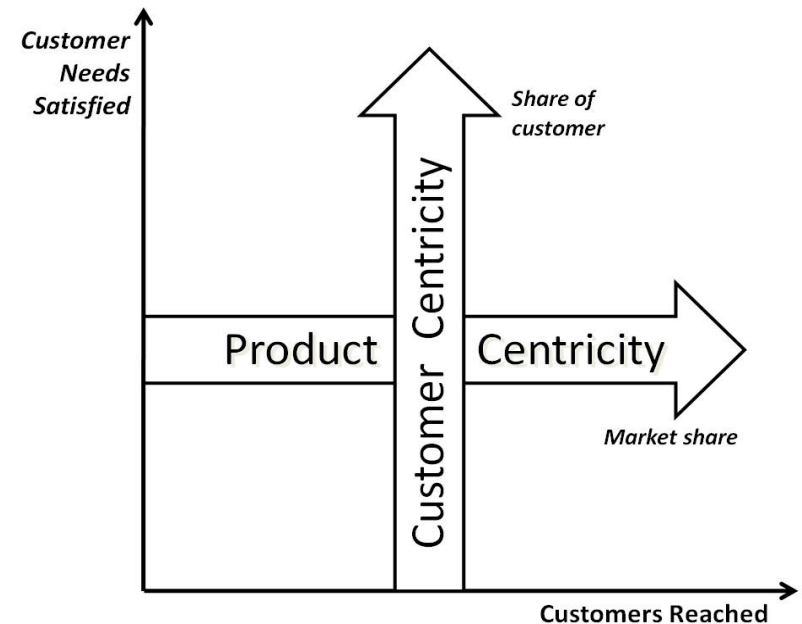 Customer
Needs
Satisfied
Share of
customer
Customer Centricity
Product Centricity
Market share
Customers Reached